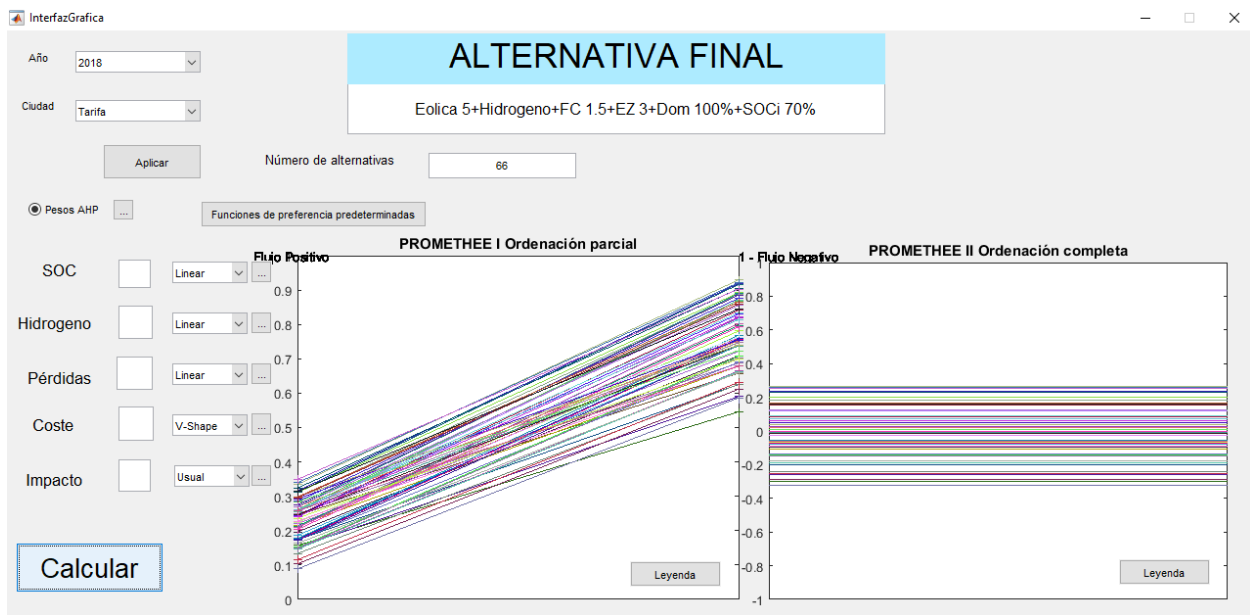 InterfazGrafica
Año
2018
ALTERNATIVA FINAL
Ciudad
Tarifa
Eolica 5+Hidrogeno+FC 1.5+EZ 3+Dom 100%+SOCi 70%
Aplicar
Número de alternativas
66
Pesos AHP
...
Funciones de preferencia predeterminadas
SOC
Linear
...
Hidrogeno
Linear
...
Pérdidas
Linear
...
Coste
V-Shape
...
Impacto
Usual
...
Calcular
PROMETHEE I Ordenación parcial
Flujo Positivo
1 - Flujo Negativo
0.9
0.8
0.7
0.6
0.5
0.4
0.3
0.2
0.1
0
Leyenda
PROMETHEE II Ordenación completa
1
0.8
0.6
0.4
0.2
0
-0.2
-0.4
-0.6
-0.8
-1
Leyenda